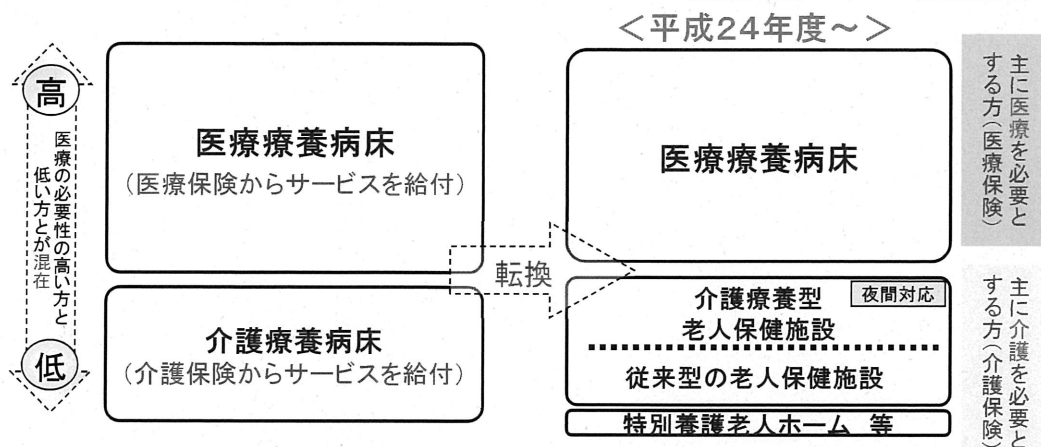 ＜平成24年度～＞
高
医療の必要性の高い方と
低い方とが混在
低
医療療養病床
（医療保険からサービスを給付）
介護療養病床
（介護保険からサービスを給付）
転換
医療療養病床
介護療養型
老人保健施設
夜間対応
従来型の老人保健施設
特別養護老人ホーム 等
主に医療を必要と
する方（医療保険）
主に介護を必要と
する方（介護保険）